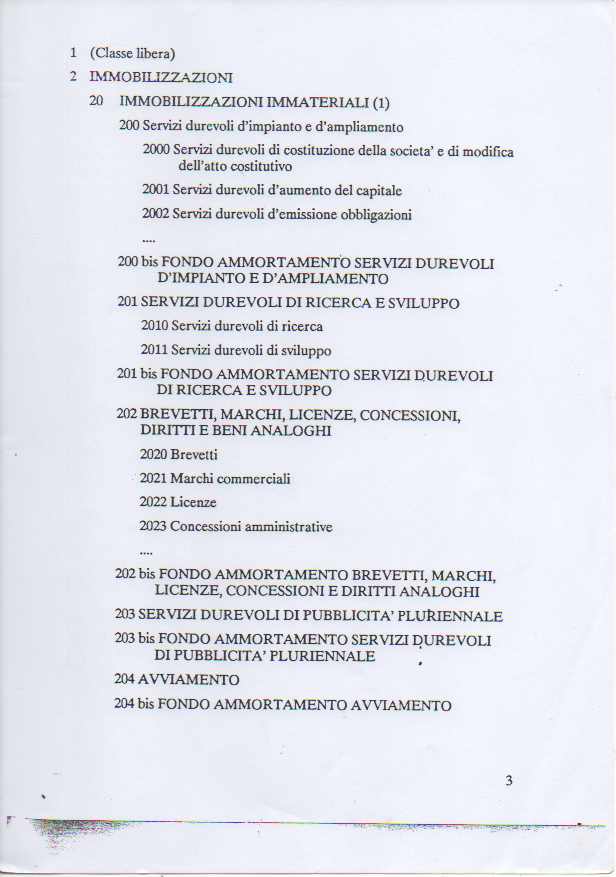 1 (Classe libera)
2 IMMOBILIZZAZIONI
20 IMMOBILIZZAZIONI IMMATERIALI (1)
200 Servizi durevoli d'impianto e d'ampliamento
2000 Servizi durevoli di costituzione della societa' e di modifica
dell'atto costitutivo
2001 Servizi durevoli d'aumento del capitale
2002 Servizi durevoli d'emissione obbligazioni
....
200 bis FONDO AMMORTAMENTO SERVIZI DUREVOLI
D'IMPIANTO E D'AMPLIAMENTO
201 SERVIZI DUREVOLI DI RICERCA E SVILUPPO
2010 Servizi durevoli di ricerca
2011 Servizi durevoli di sviluppo
201 bis FONDO AMMORTAMENTO SERVIZI DUREVOLI
DI RICERCA E SVILUPPO
202 BREVETTI, MARCHI, LICENZE, CONCESSIONI,
DIRITTI E BENI ANALOGHI
2020 Brevetti
2021 Marchi commerciali
2022 Licenze
2023 Concessioni amministrative
....
202 bis FONDO AMMORTAMENTO BREVETTI, MARCHI,
LICENZE, CONCESSIONI E DIRITTI ANALOGHI
203 SERVIZI DUREVOLI DI PUBBLICITA' PLURIENNALE
203 bis FONDO AMMORTAMENTO SERVIZI DUREVOLI
DI PUBBLICITA' PLURIENNALE
204 AVVIAMENTO
204 bis FONDO AMMORTAMENTO AVVIAMENTO
3